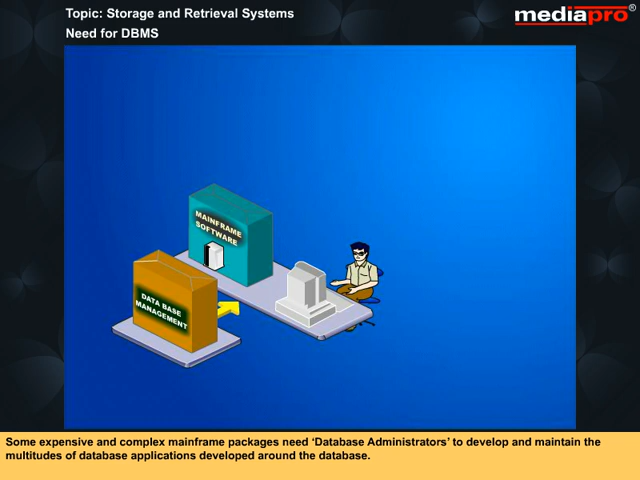 Topic: Storage and Retrieval Systems
Need for DBMS
mediapro®
MAINFRAME
SOFTWARE
DATA BASE
MANAGEMENT
Some expensive and complex mainframe packages need ‘Database Administrators’ to develop and maintain the
multitudes of database applications developed around the database.